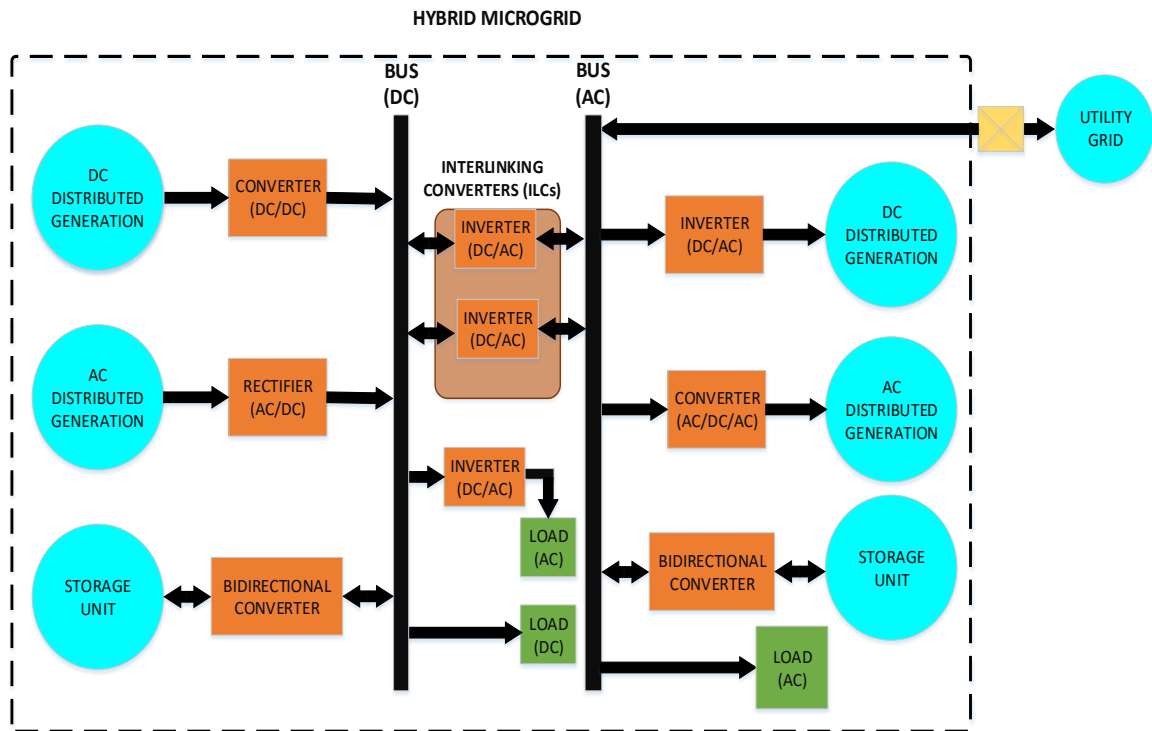 HYBRID MICROGRID
BUS
(DC)
BUS
(AC)
UTILITY
GRID
DC
DISTRIBUTED
GENERATION
CONVERTER
(DC/DC)
INTERLINKING
CONVERTERS (ILCs)
INVERTER
(DC/AC)
INVERTER
(DC/AC)
DC
DISTRIBUTED
GENERATION
INVERTER
(DC/AC)
AC
DISTRIBUTED
GENERATION
RECTIFIER
(AC/DC)
CONVERTER
(AC/DC/AC)
AC
DISTRIBUTED
GENERATION
INVERTER
(DC/AC)
LOAD
(AC)
STORAGE
UNIT
BIDIRECTIONAL
CONVERTER
BIDIRECTIONAL
CONVERTER
STORAGE
UNIT
LOAD
(DC)
LOAD
(AC)